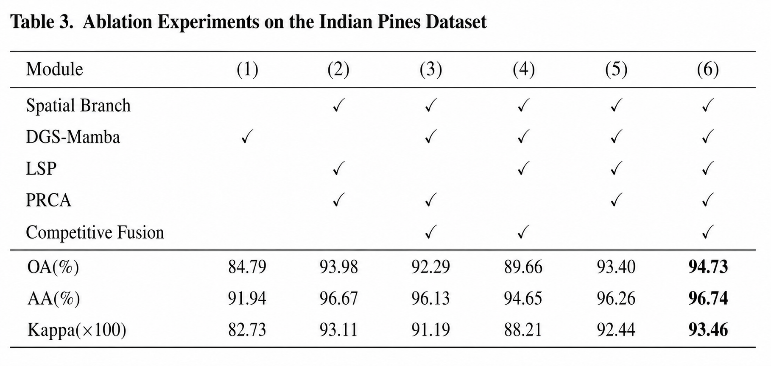 Table 3. Ablation Experiments on the Indian Pines Dataset
Module (1) (2) (3) (4) (5) (6)
Spatial Branch ✓ ✓ ✓ ✓ ✓
DGS-Mamba ✓ ✓ ✓ ✓ ✓
LSP ✓ ✓ ✓ ✓
PRCA ✓ ✓ ✓ ✓
Competitive Fusion ✓ ✓ ✓
OA(%) 84.79 93.98 92.29 89.66 93.40 94.73
AA(%) 91.94 96.67 96.13 94.65 96.26 96.74
Kappa(×100) 82.73 93.11 91.19 88.21 92.44 93.46